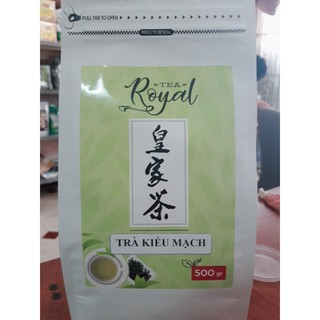 PULL TAB TO OPEN
PRESS TO RESEAL
TEA
Royal
皇家茶
TRÀ KIỀU MẠCH
500 gr